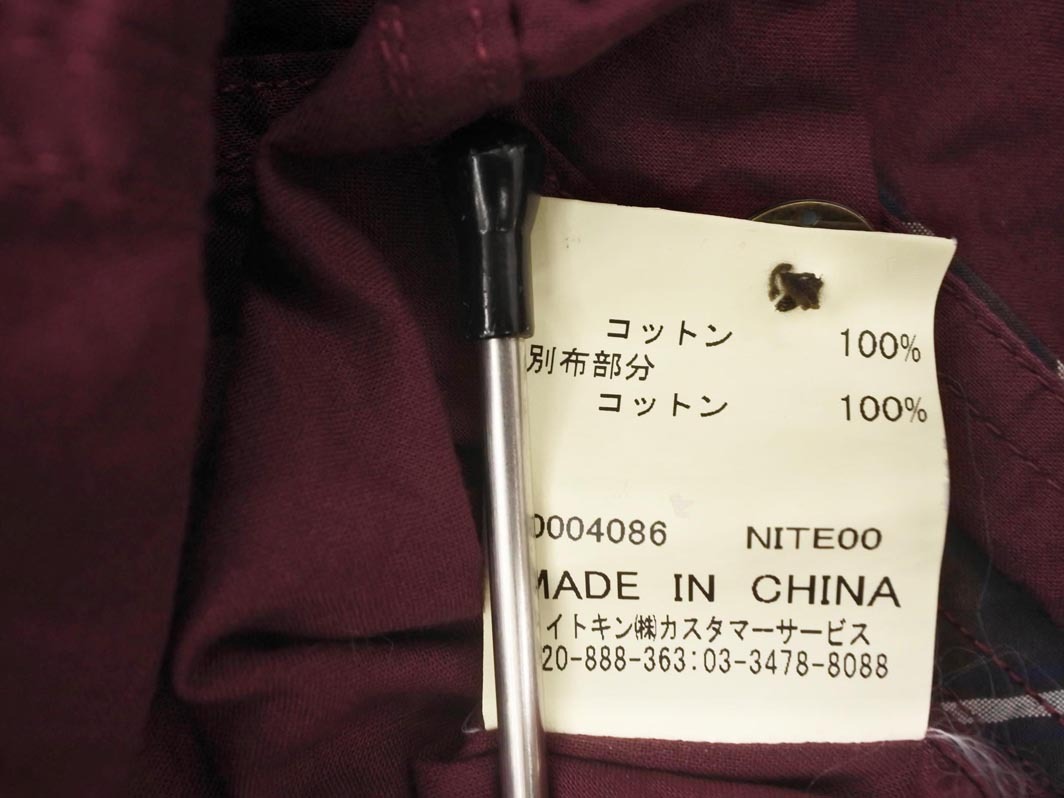 コットン 100%
別布部分
コットン 100%
0004086 NITE00
MADE IN CHINA
イトキン㈱カスタマーサービス
20-888-363:03-3478-8088